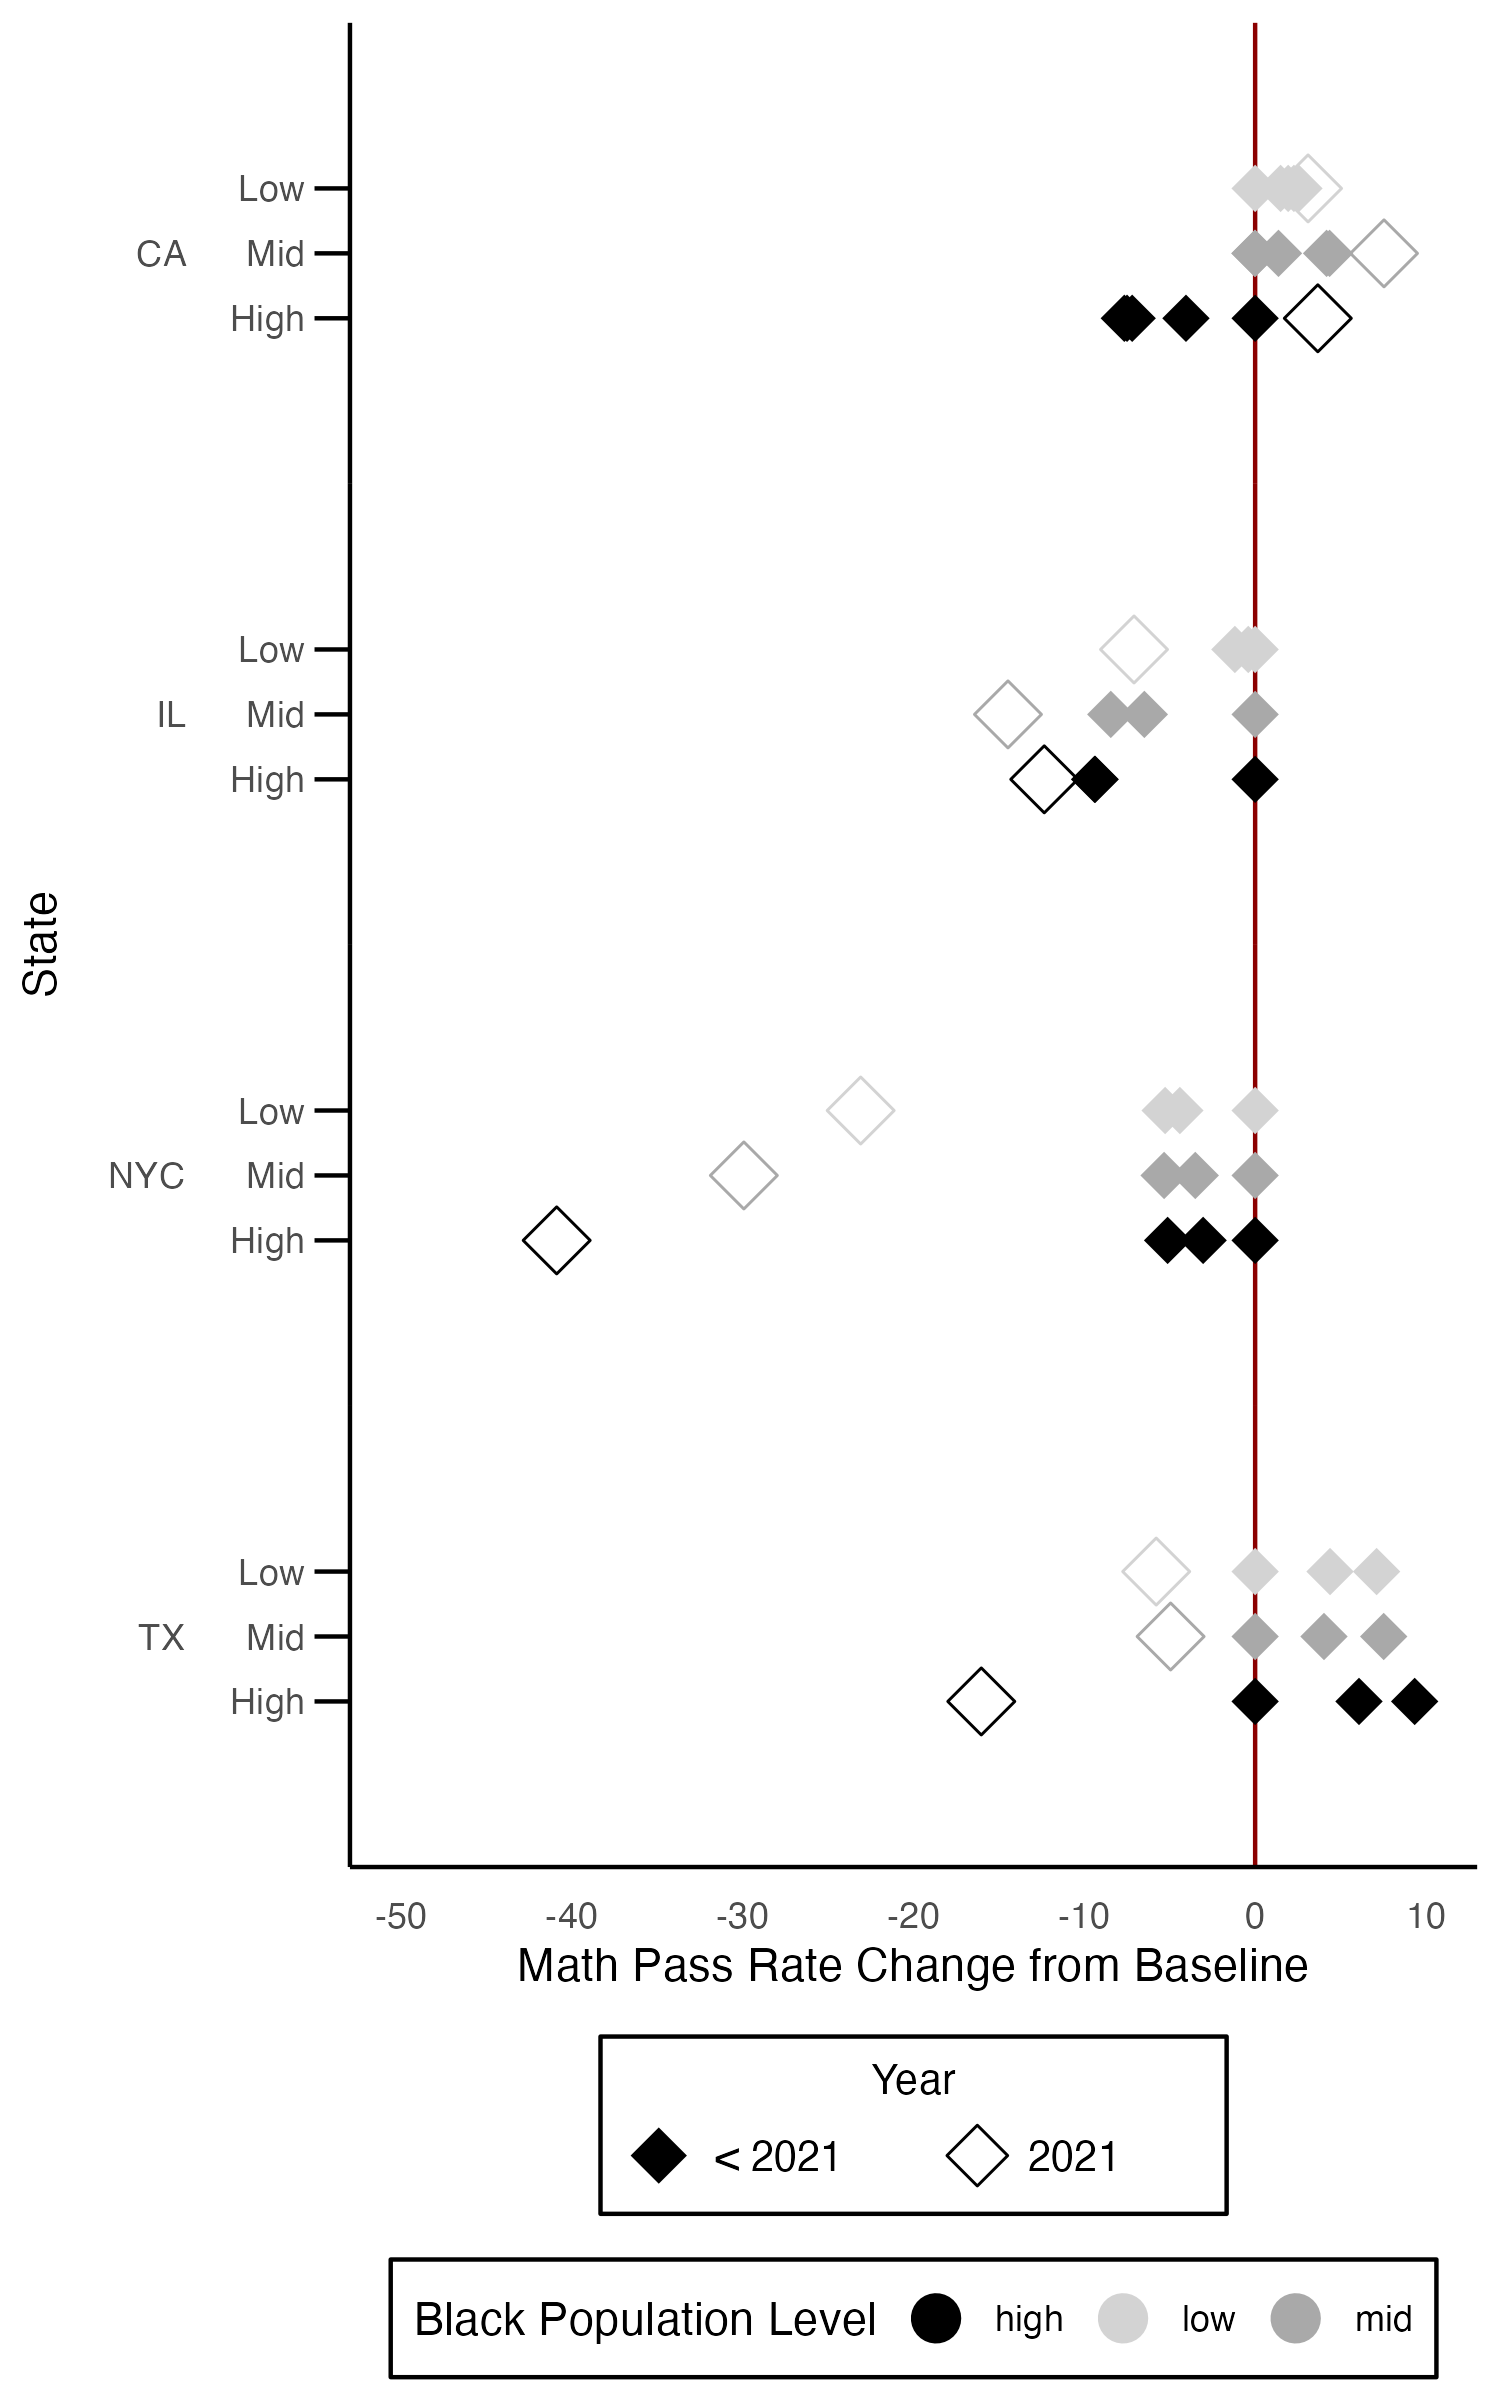 Low
CA Mid
High
Low
IL Mid
High
State
Low
NYC Mid
High
Low
TX Mid
High
-50 -40 -30 -20 -10 0 10
Math Pass Rate Change from Baseline
Year
< 2021 2021
Black Population Level high low mid